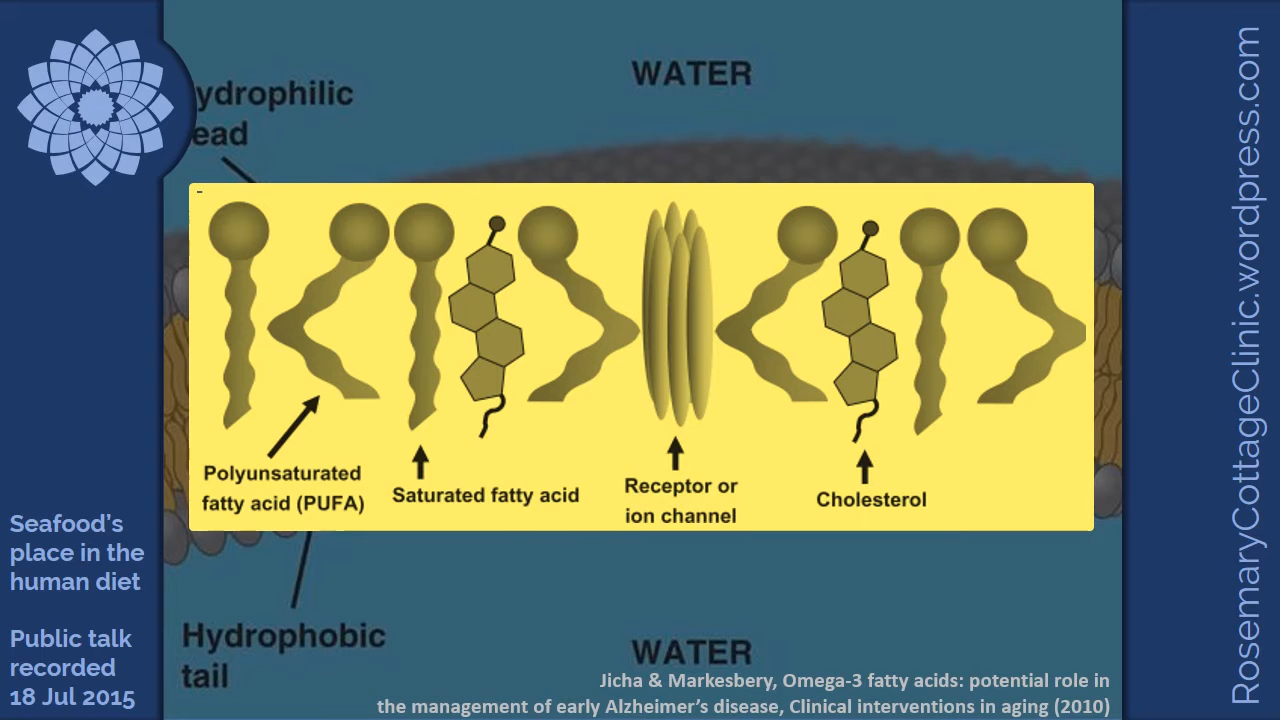 ydrophilic
ead
WATER
Polyunsaturated
fatty acid (PUFA)
Saturated fatty acid
Receptor or
ion channel
Cholesterol
Hydrophobic
tail
WATER
Jicha & Markesbery, Omega-3 fatty acids: potential role in
the management of early Alzheimer's disease, Clinical interventions in aging (2010)
Seafood's
place in the
human diet
Public talk
recorded
18 Jul 2015
RosemaryCottageClinic.wordpress.com